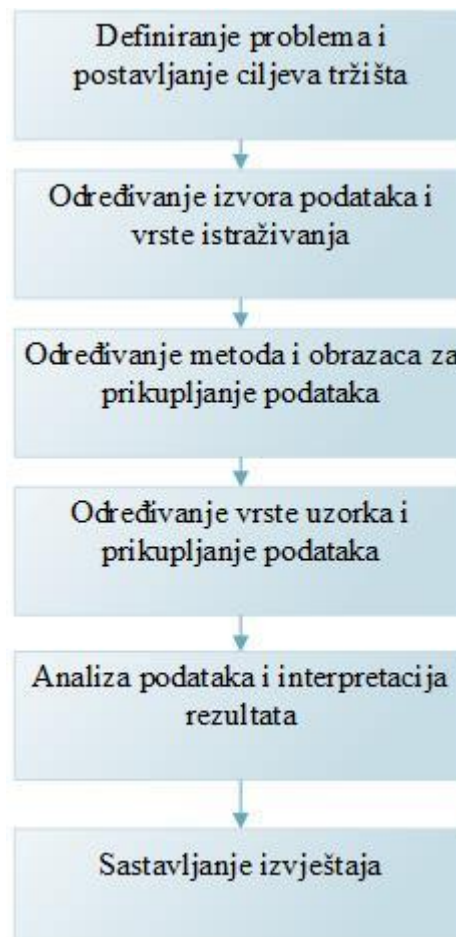 Definiranje problema i
postavljanje ciljeva tržišta
Određivanje izvora podataka i
vrste istraživanja
Određivanje metoda i obrazaca za
prikupljanje podataka
Određivanje vrste uzorka i
prikupljanje podataka
Analiza podataka i interpretacija
rezultata
Sastavljanje izvještaja